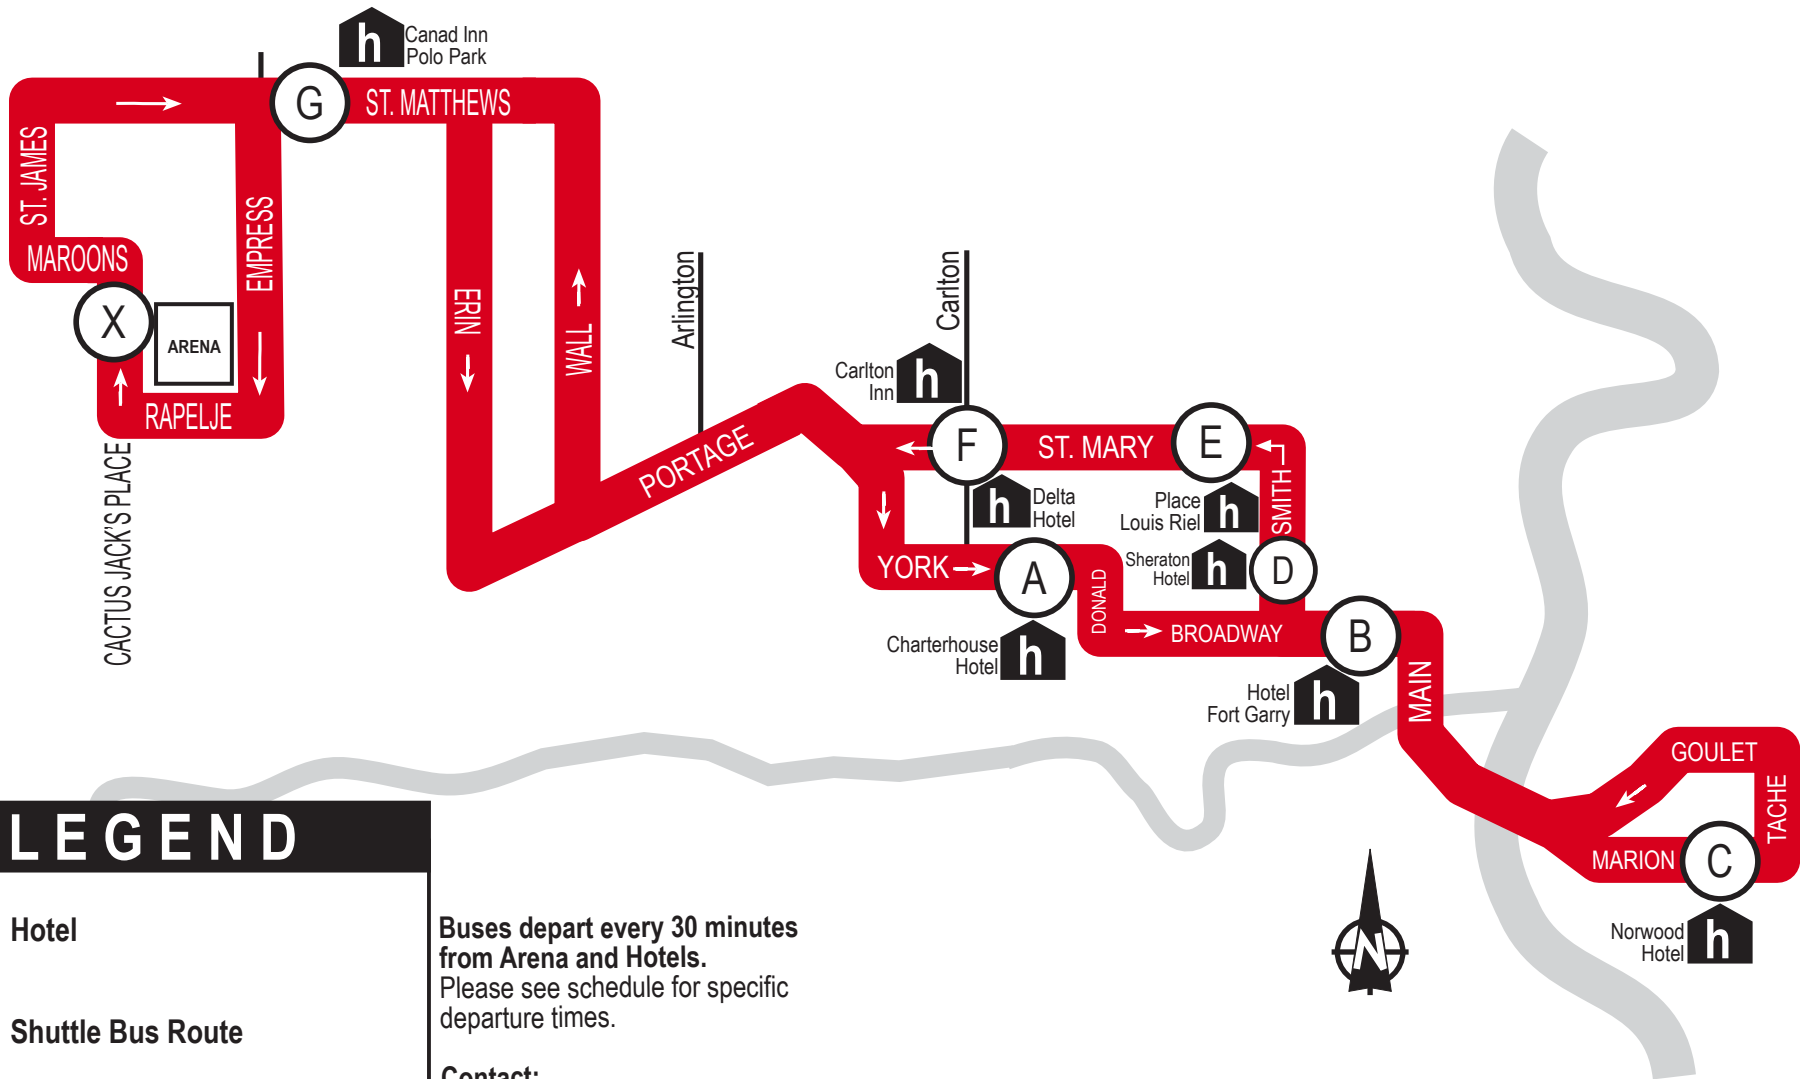 h
Canad Inn
Polo Park
G
ST. MATTHEWS
ST. JAMES
MAROONS
EMPRESS
X
ARENA
RAPELJE
CACTUS JACK'S PLACE
ERIN
WALL
Arlington
PORTAGE
Carlton
Carlton
Inn
h
F
ST. MARY
E
h
Delta
Hotel
Place
Louis Riel
h
SMITH
Sheraton
Hotel
h
D
YORK
A
DONALD
BROADWAY
B
Charterhouse
Hotel
h
Hotel
Fort Garry
h
MAIN
GOULET
TACHE
MARION
C
Norwood
Hotel
h
N
LEGEND
Hotel
Shuttle Bus Route
Buses depart every 30 minutes
from Arena and Hotels.
Please see schedule for specific
departure times.
Contact: